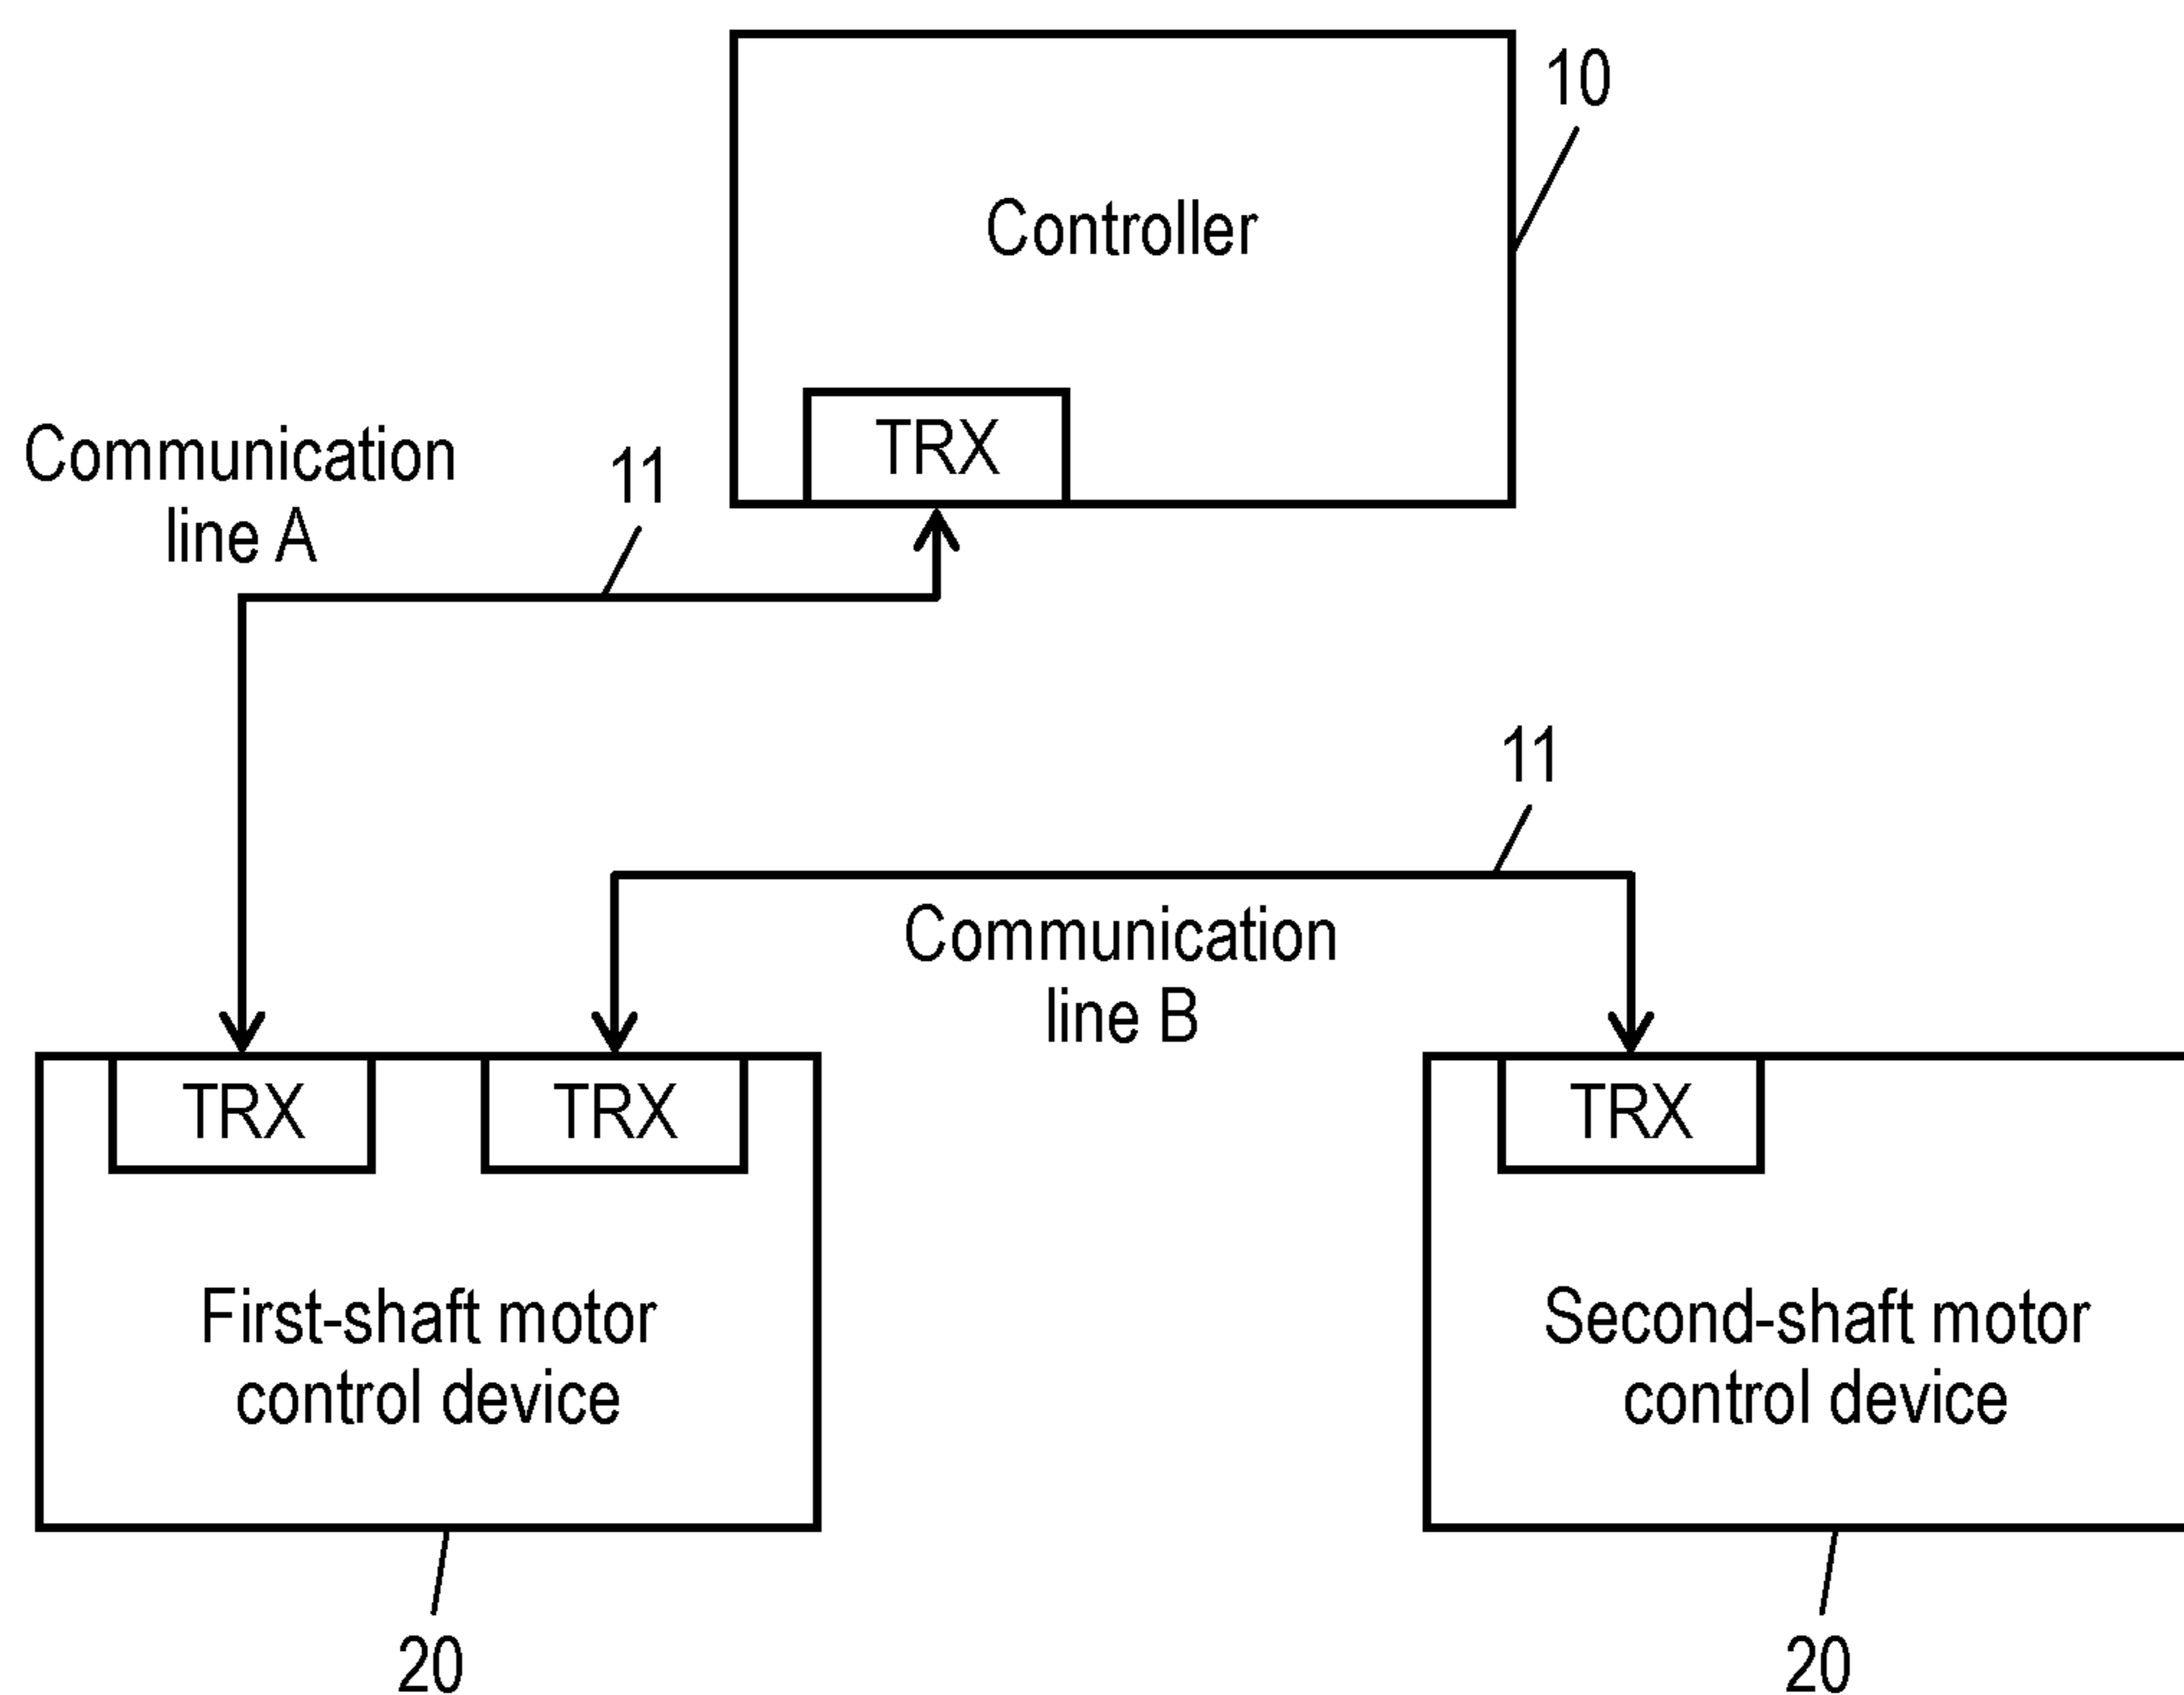 10
Controller
TRX
Communication
line A
11
11
Communication
line B
TRX
TRX
TRX
First-shaft motor
control device
Second-shaft motor
control device
20
20